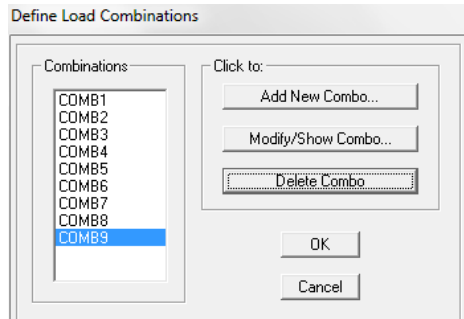 Define Load Combinations
Combinations
COMB1
COMB2
COMB3
COMB4
COMB5
COMB6
COMB7
COMB8
COMB9
Click to:
Add New Combo...
Modify/Show Combo...
Delete Combo
OK
Cancel